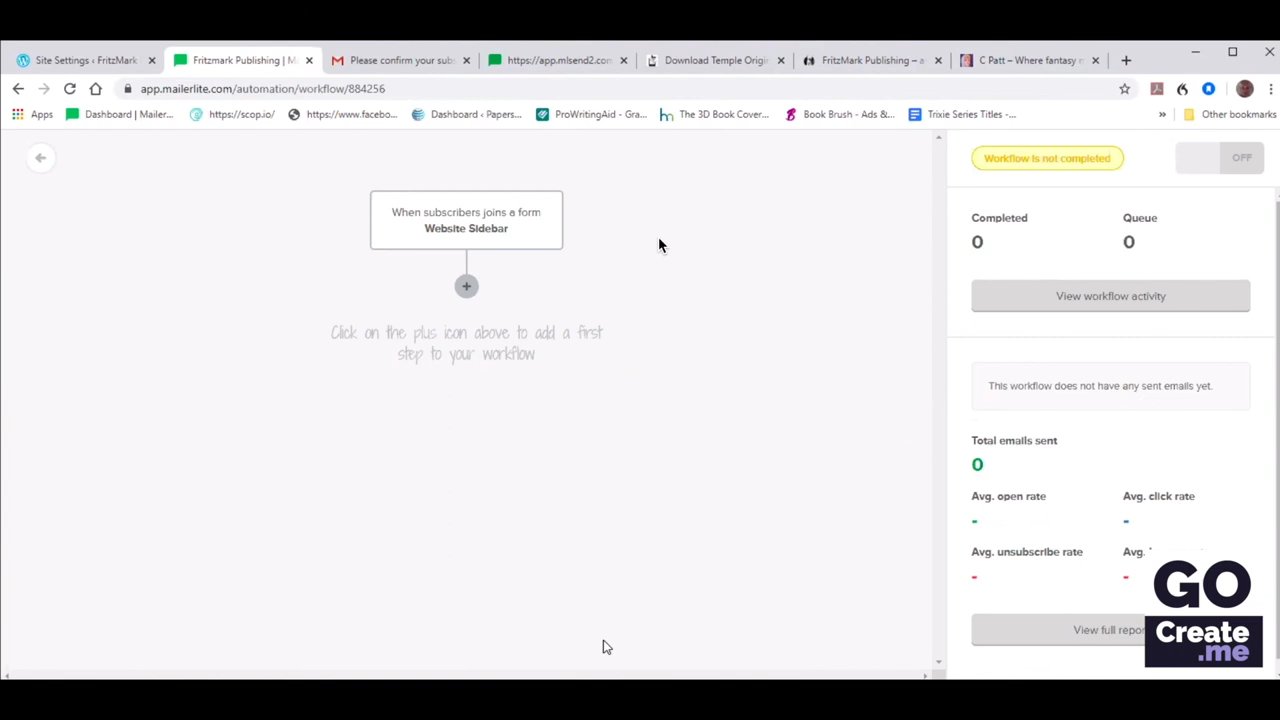 Site Settings ‹ FritzMark
Fritzmark Publishing | M
Please confirm your subs
https://app.mlsend2.com
Download Temple Origin
FritzMark Publishing – a
C Patt – Where fantasy m
app.mailerlite.com/automation/workflow/884256
Apps
Dashboard | Mailer...
https://scop.io/
https://www.facebo...
Dashboard ‹ Papers...
ProWritingAid - Gra...
The 3D Book Cover...
Book Brush - Ads &...
Trixie Series Titles -...
»
Other bookmarks
When subscribers joins a form
Website Sidebar
+
Click on the plus icon above to add a first
step to your workflow
Workflow is not completed
OFF
Completed
Queue
0
0
View workflow activity
This workflow does not have any sent emails yet.
Total emails sent
0
Avg. open rate
Avg. click rate
-
-
Avg. unsubscribe rate
Avg.
-
-
View full repor
GO
Create
.me